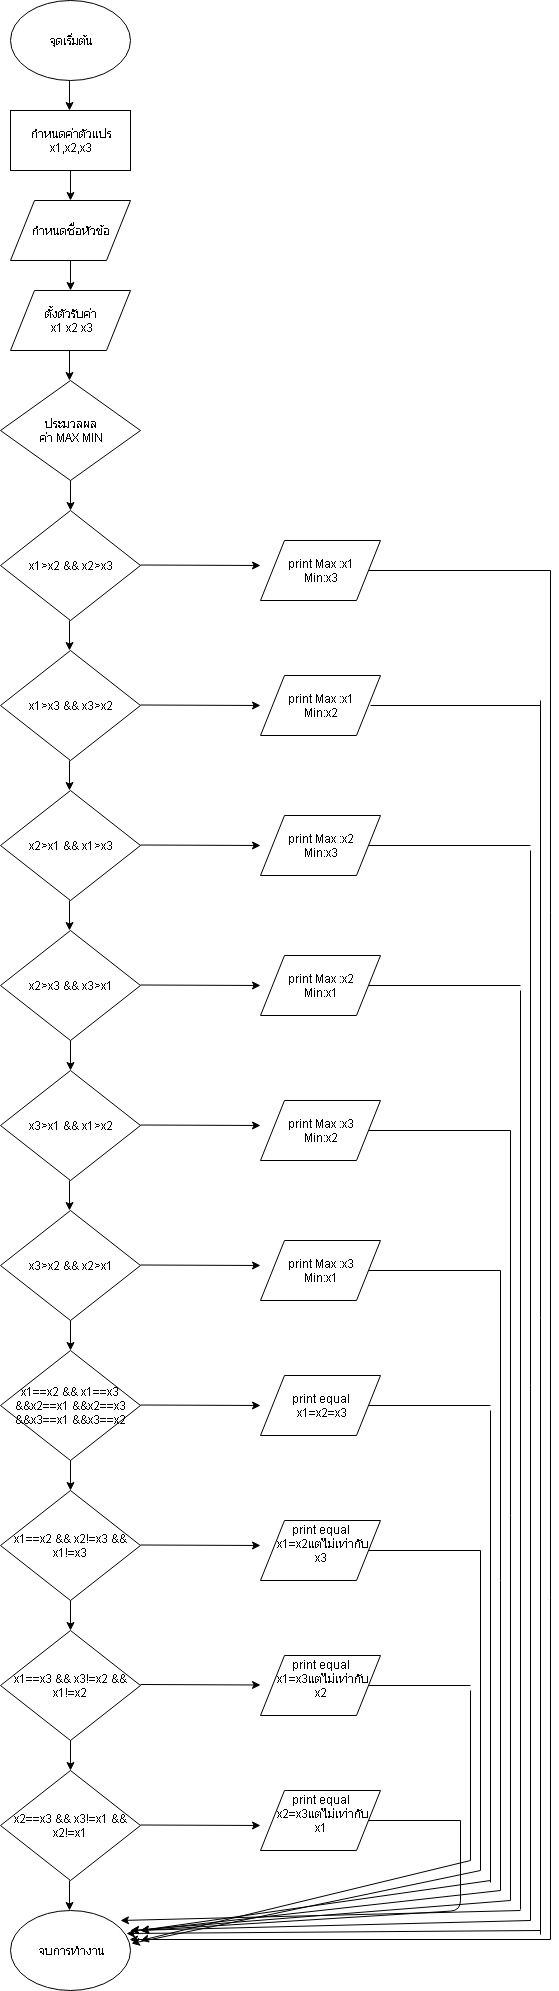 จุดเริ่มต้น
กำหนดค่าตัวแปร
x1,x2,x3
กำหนดชื่อหัวข้อ
ตั้งตัวรับค่า
x1 x2 x3
ประมวลผล
ค่า MAX MIN
x1>x2 && x2>x3
print Max :x1
Min:x3
x1>x3 && x3>x2
print Max :x1
Min:x2
x2>x1 && x1>x3
print Max :x2
Min:x3
x2>x3 && x3>x1
print Max :x2
Min:x1
x3>x1 && x1>x2
print Max :x3
Min:x2
x3>x2 && x2>x1
print Max :x3
Min:x1
x1==x2 && x1==x3
&&x2==x1 &&x2==x3
&&x3==x1 &&x3==x2
print equal
x1=x2=x3
x1==x2 && x2!=x3 &&
x1!=x3
print equal
x1=x2แต่ไม่เท่ากับ
x3
x1==x3 && x3!=x2 &&
x1!=x2
print equal
x1=x3แต่ไม่เท่ากับ
x2
x2==x3 && x3!=x1 &&
x2!=x1
print equal
x2=x3แต่ไม่เท่ากับ
x1
จบการทำงาน